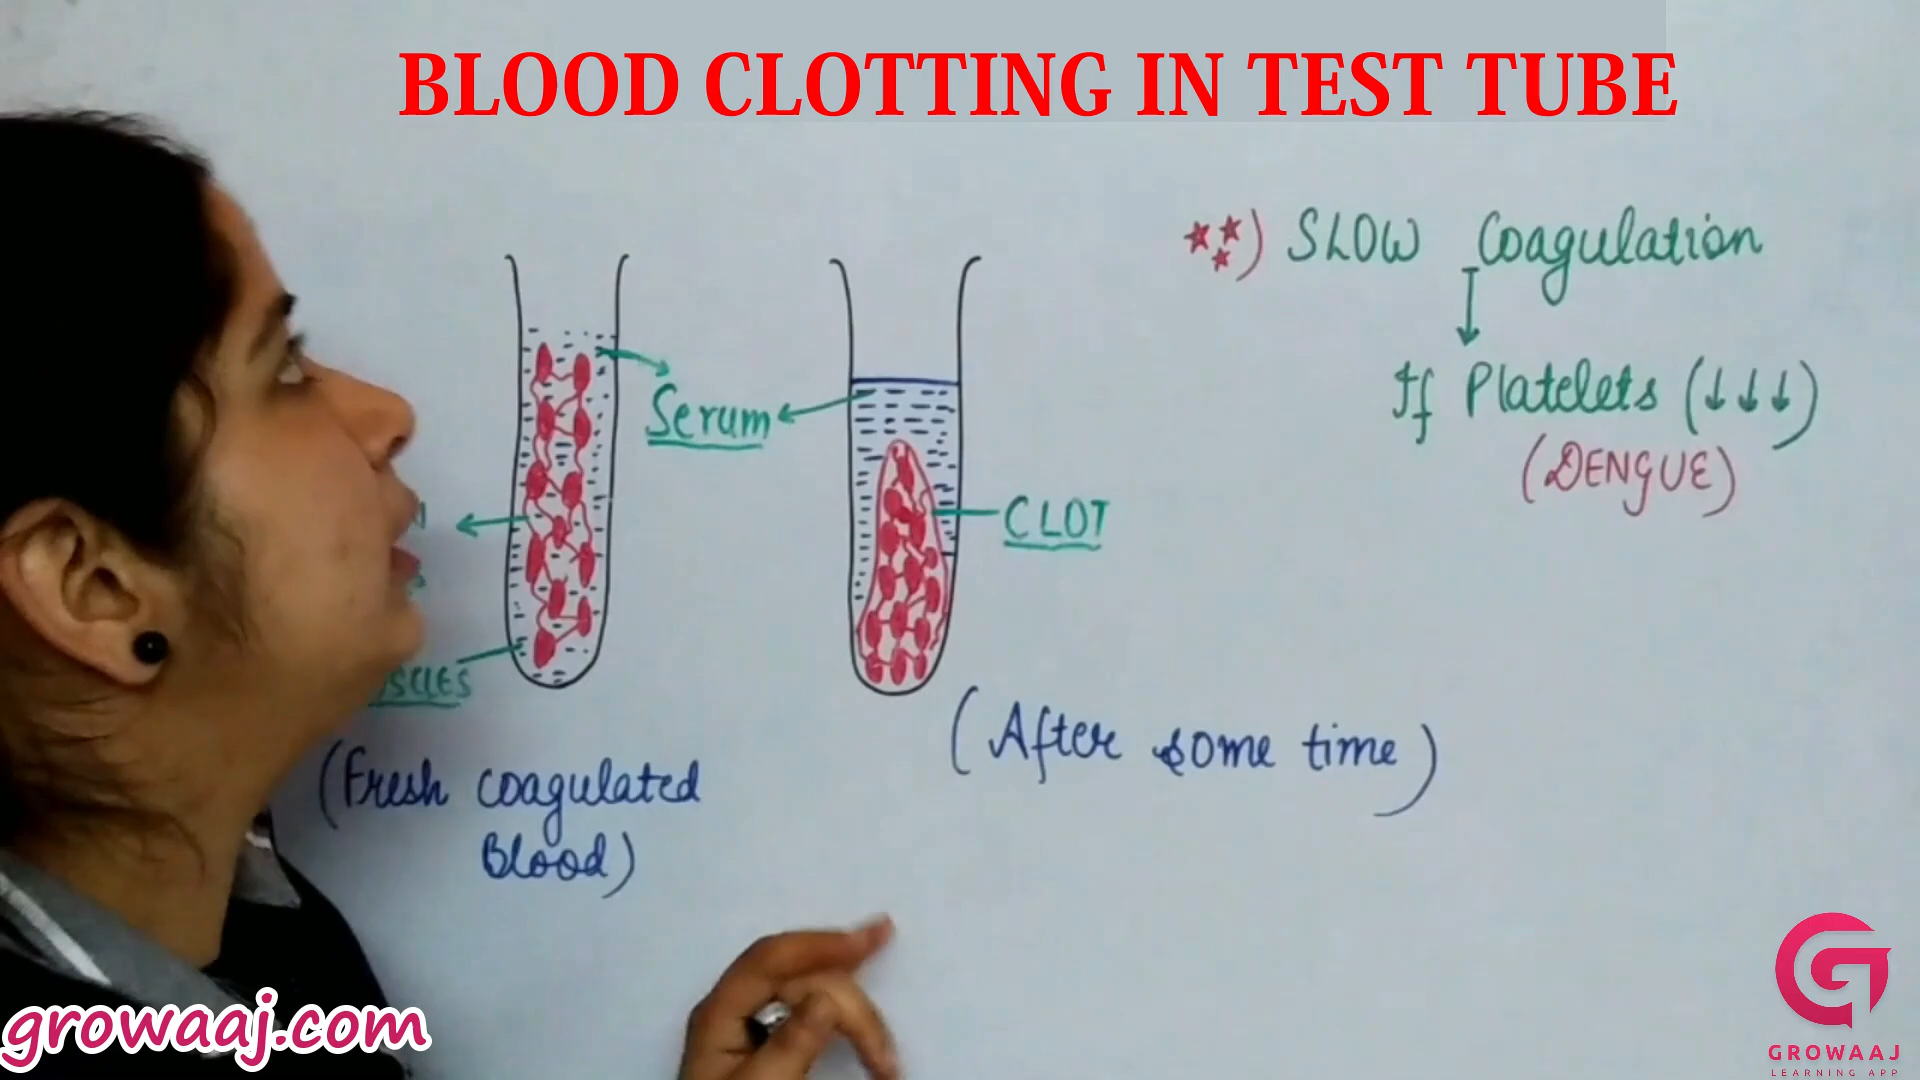 BLOOD CLOTTING IN TEST TUBE
SLOW Coagulation
If Platelets (↓↓↓)
(DENGUE)
Serum
CLOT
(Fresh coagulated
Blood)
(After some time)
growaaj.com
GROWAAJ
LEARNING APP